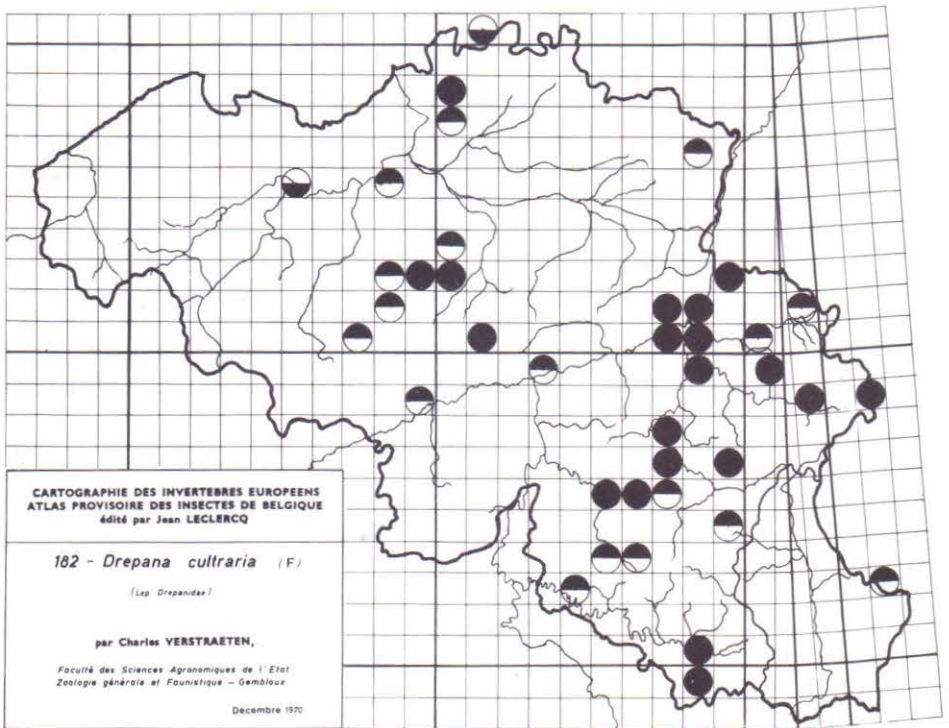 CARTOGRAPHIE DES INVERTEBRES EUROPEENS
ATLAS PROVISOIRE DES INSECTES DE BELGIQUE
édité par Jean LECLERCQ
182 - Drepana cultraria (F)
(Lep Drepanidae)
par Charles VERSTRAETEN,
Faculté des Sciences Agronomiques de l'Etat
Zoologie générale et Faunistique - Gembloux
Decembre 1970